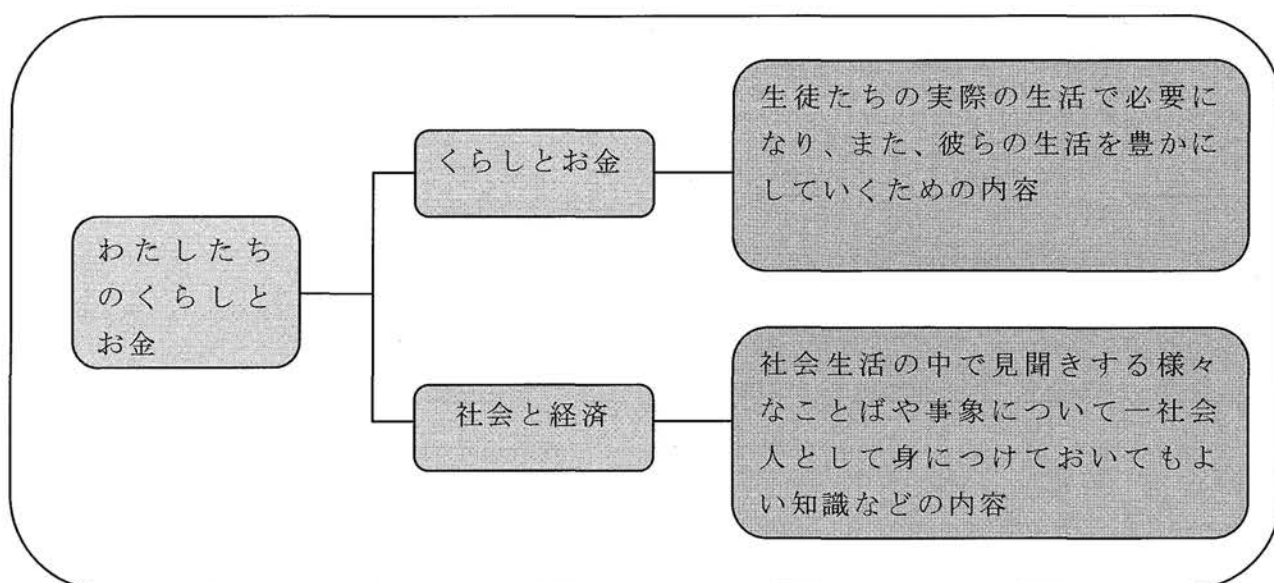 わたしたち
のくらしと
お金
くらしとお金
生徒たちの実際の生活で必要に
なり、また、彼らの生活を豊かに
していくための内容
社会と経済
社会生活の中で見聞きする様々
なことばや事象について一社会
人として身につけておいてもよ
い知識などの内容